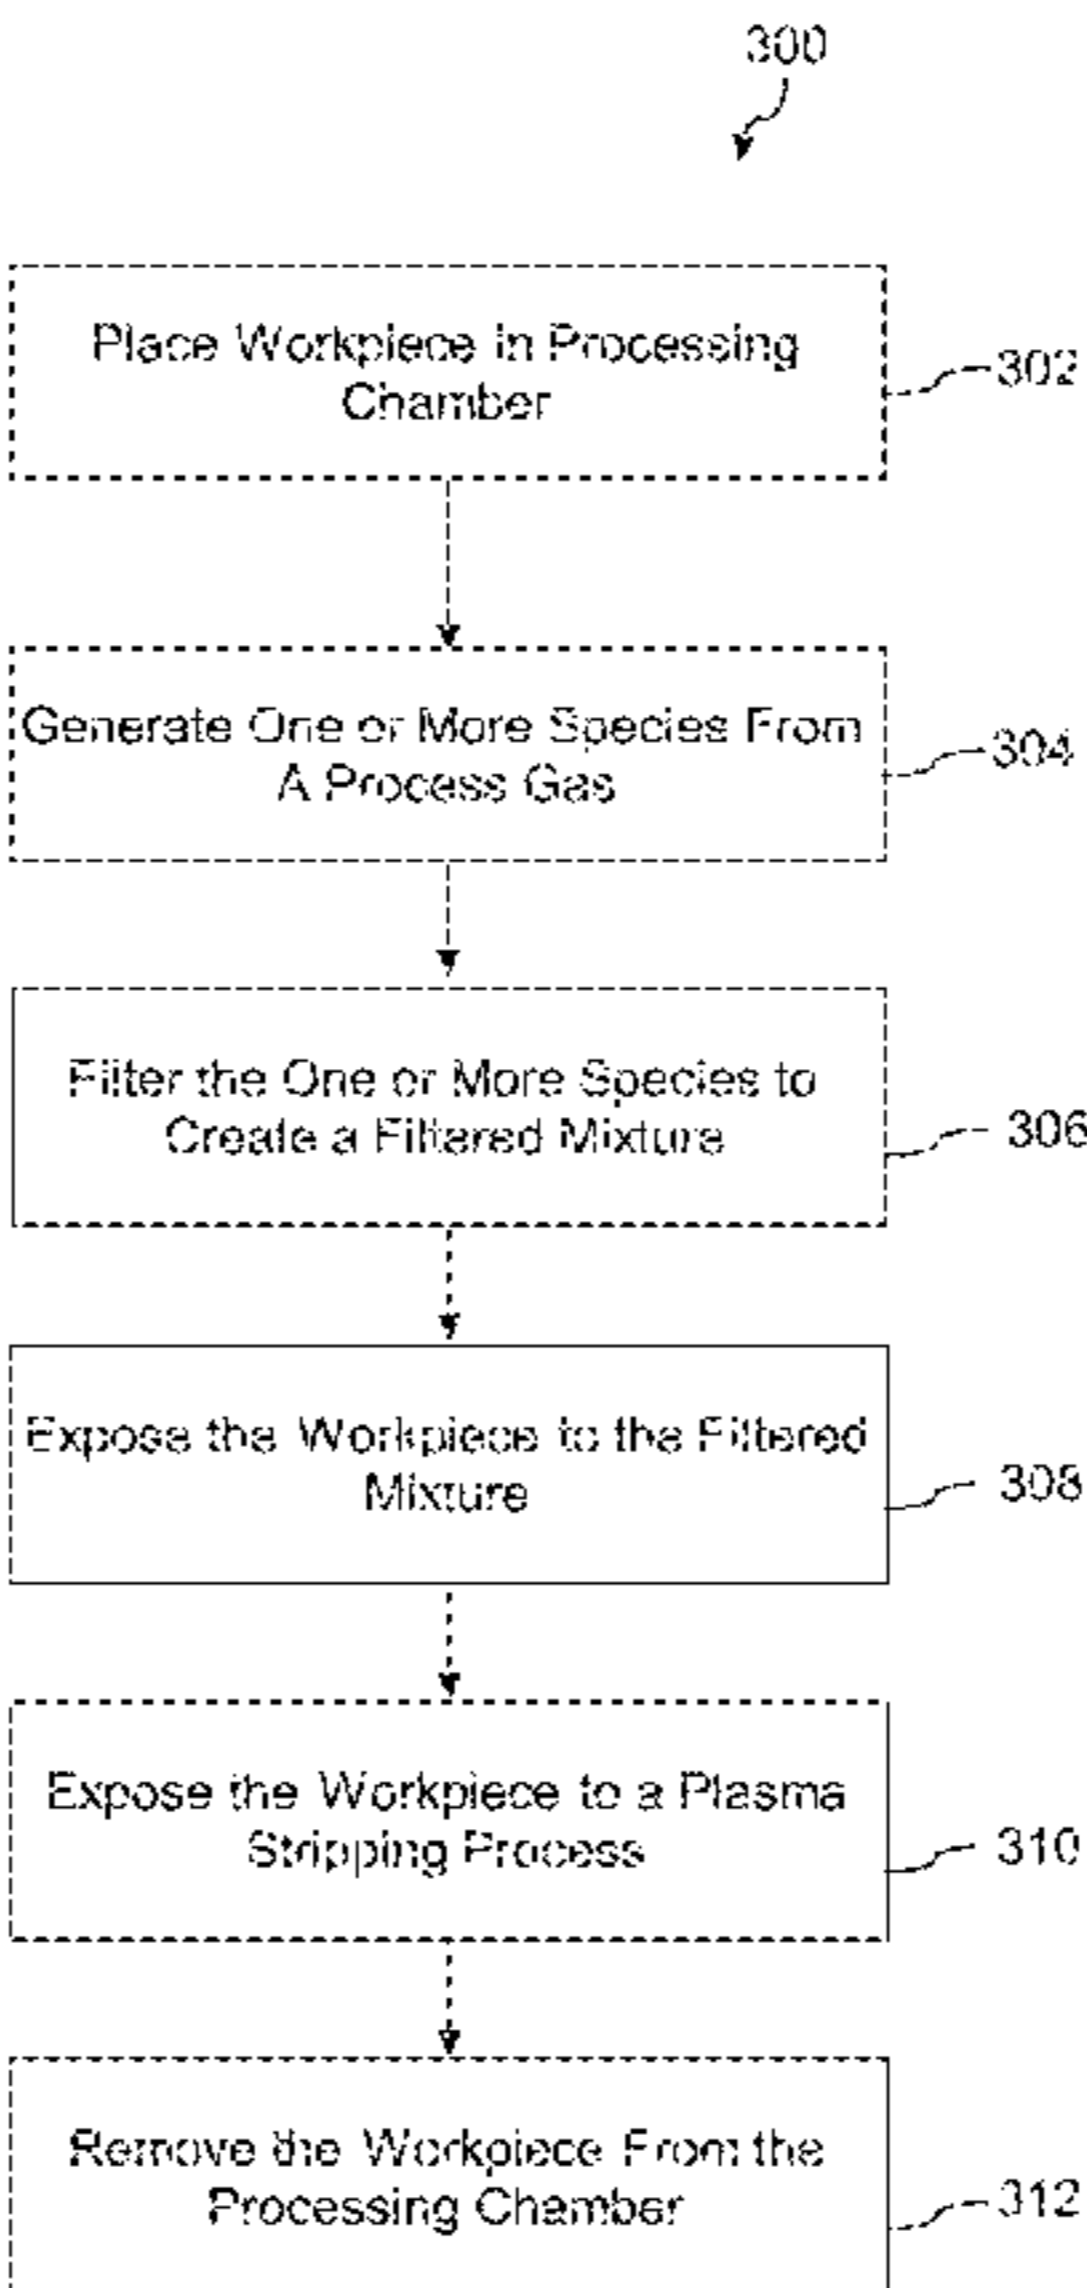 300
Place Workpiece in Processing
Chamber
302
Generate One or More Species From
A Process Gas
304
Filter the One or More Species to
Create a Filtered Mixture
306
Expose the Workpiece to the Filtered
Mixture
308
Expose the Workpiece to a Plasma
Stripping Process
310
Remove the Workpiece From the
Processing Chamber
312